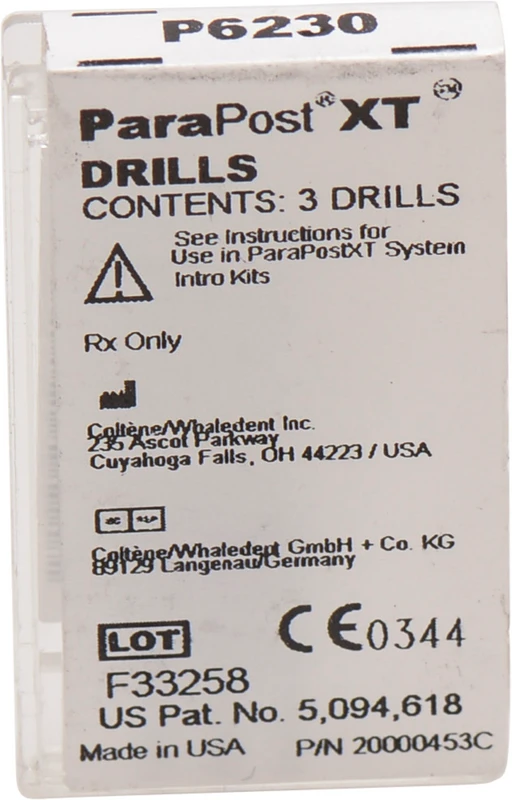 P6230
ParaPost® XT ℠
DRILLS
CONTENTS: 3 DRILLS
See Instructions for
Use in ParaPostXT System
Intro Kits
Rx Only
Coltène/Whaledent Inc.
235 Ascot Parkway
Cuyahoga Falls, OH 44223 / USA
Coltène/Whaledent GmbH + Co. KG
89129 Langenau/Germany
LOT
CE0344
F33258
US Pat. No. 5,094,618
Made in USA P/N 20000453C